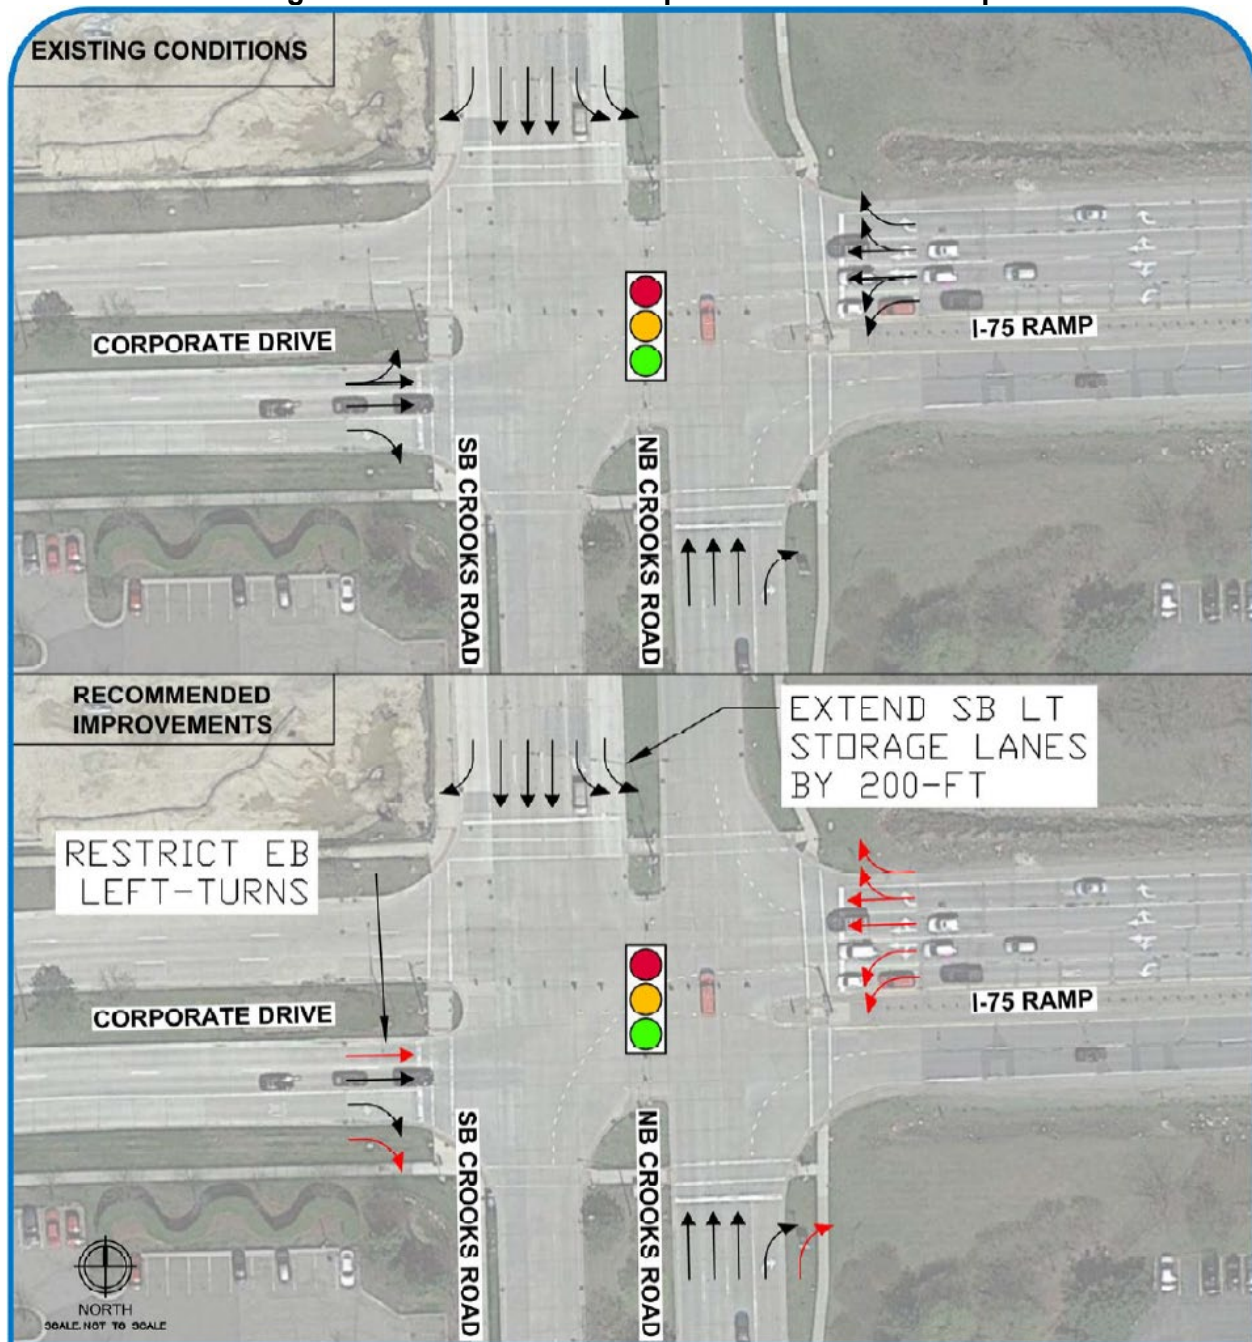 EXISTING CONDITIONS
CORPORATE DRIVE
I-75 RAMP
SB CROOKS ROAD
NB CROOKS ROAD
RECOMMENDED
IMPROVEMENTS
EXTEND SB LT
STORAGE LANES
BY 200-FT
RESTRICT EB
LEFT-TURNS
CORPORATE DRIVE
I-75 RAMP
SB CROOKS ROAD
NB CROOKS ROAD
NORTH
SCALE: NOT TO SCALE